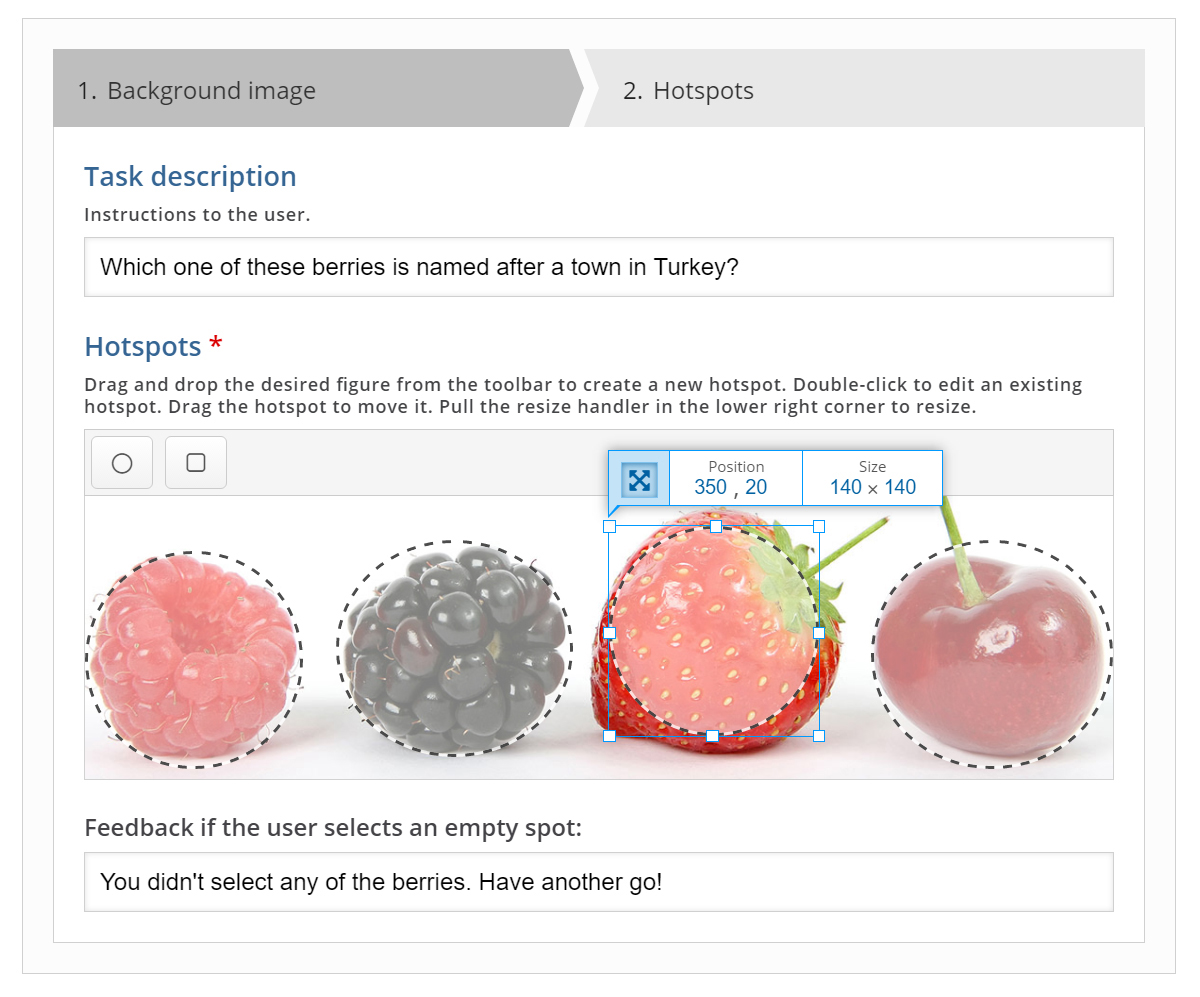 1. Background image
2. Hotspots
Task description
Instructions to the user.
Which one of these berries is named after a town in Turkey?
Hotspots *
Drag and drop the desired figure from the toolbar to create a new hotspot. Double-click to edit an existing
hotspot. Drag the hotspot to move it. Pull the resize handler in the lower right corner to resize.
Position
350 , 20
Size
140 × 140
Feedback if the user selects an empty spot:
You didn't select any of the berries. Have another go!